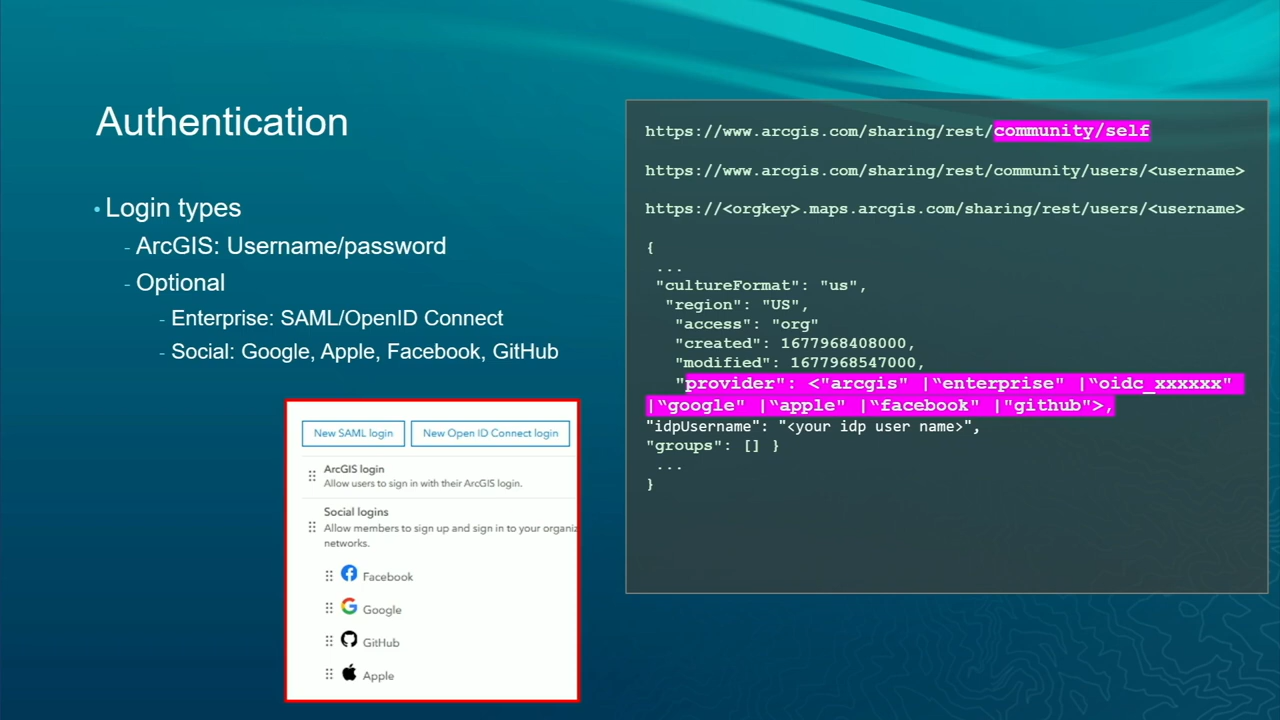 Authentication
• Login types
- ArcGIS: Username/password
- Optional
- Enterprise: SAML/OpenID Connect
- Social: Google, Apple, Facebook, GitHub
New SAML login
New Open ID Connect login
ArcGIS login
Allow users to sign in with their ArcGIS login.
Social logins
Allow members to sign up and sign in to your organiz
networks.
Facebook
Google
GitHub
Apple
https://www.arcgis.com/sharing/rest/community/self
https://www.arcgis.com/sharing/rest/community/users/<username>
https://<orgkey>.maps.arcgis.com/sharing/rest/users/<username>
{
...
"cultureFormat": "us",
"region": "US",
"access": "org"
"created": 1677968408000,
"modified": 1677968547000,
"provider": <"arcgis" |“enterprise" |“oidc_xxxxxx"
|“google" |“apple" |“facebook" |"github">,
"idpUsername": "<your idp user name>",
"groups": [] }
...
}